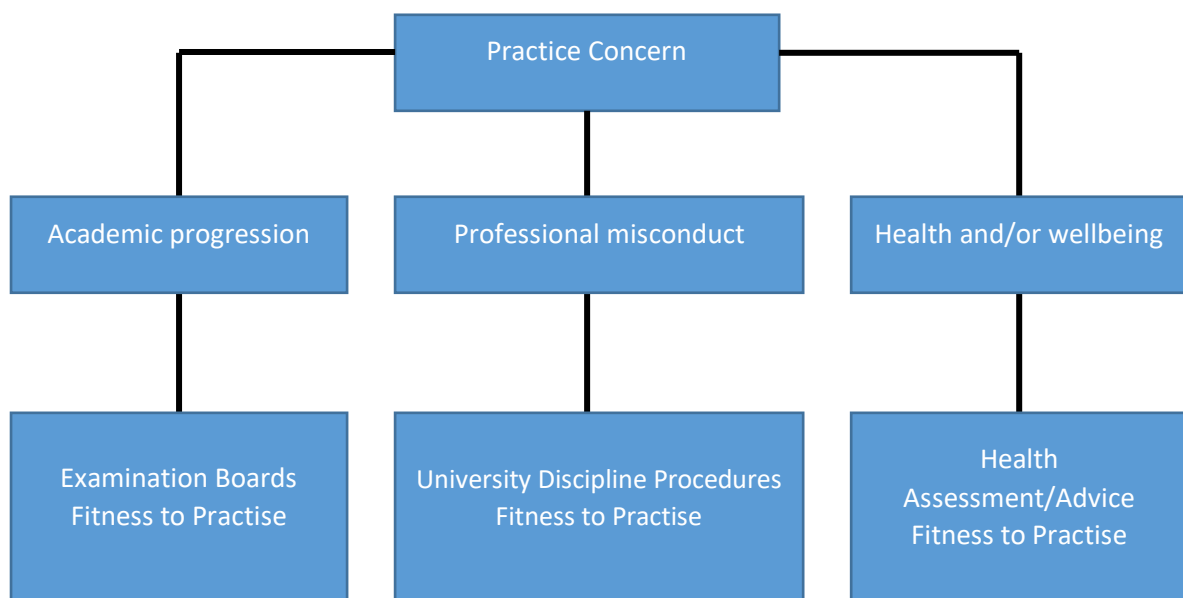 Practice Concern
Academic progression
Professional misconduct
Health and/or wellbeing
Examination Boards
Fitness to Practise
University Discipline Procedures
Fitness to Practise
Health
Assessment/Advice
Fitness to Practise